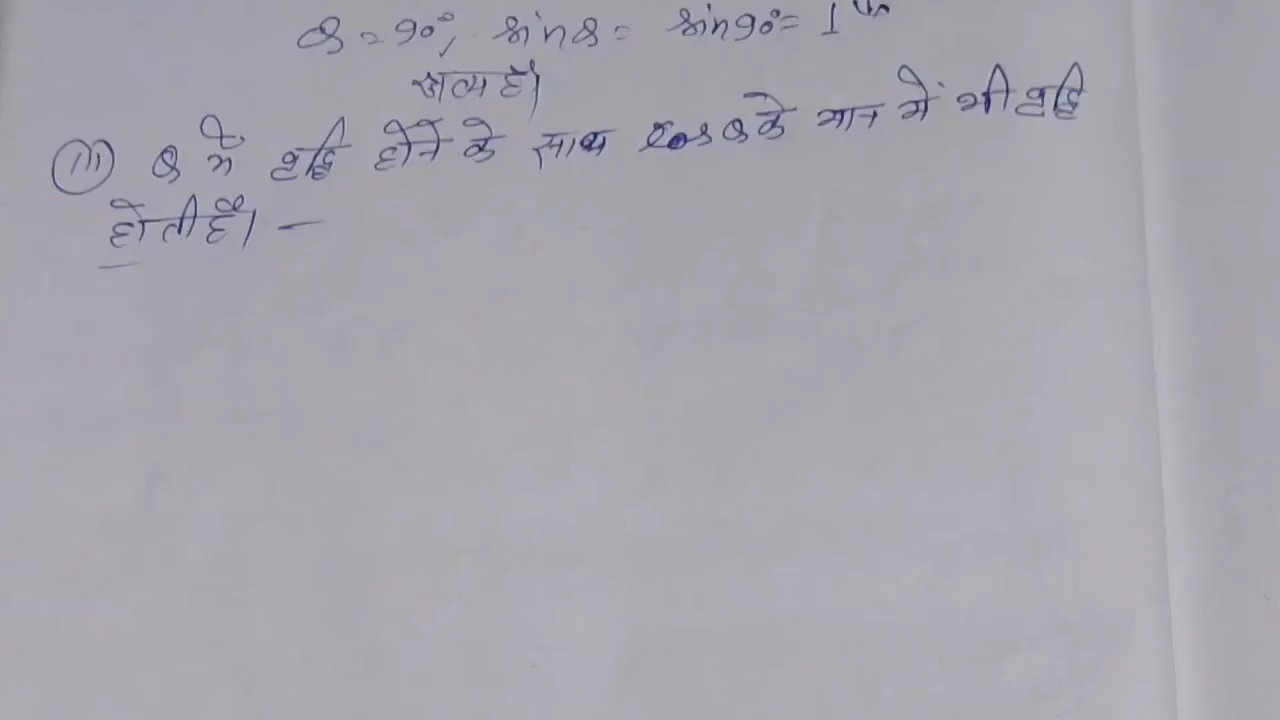 θ = 90°, sinθ = sin90° = 1
सत्य है।
(iii) θ में वृद्धि होने के साथ cosθ के मान में भी वृद्धि
होती है। —